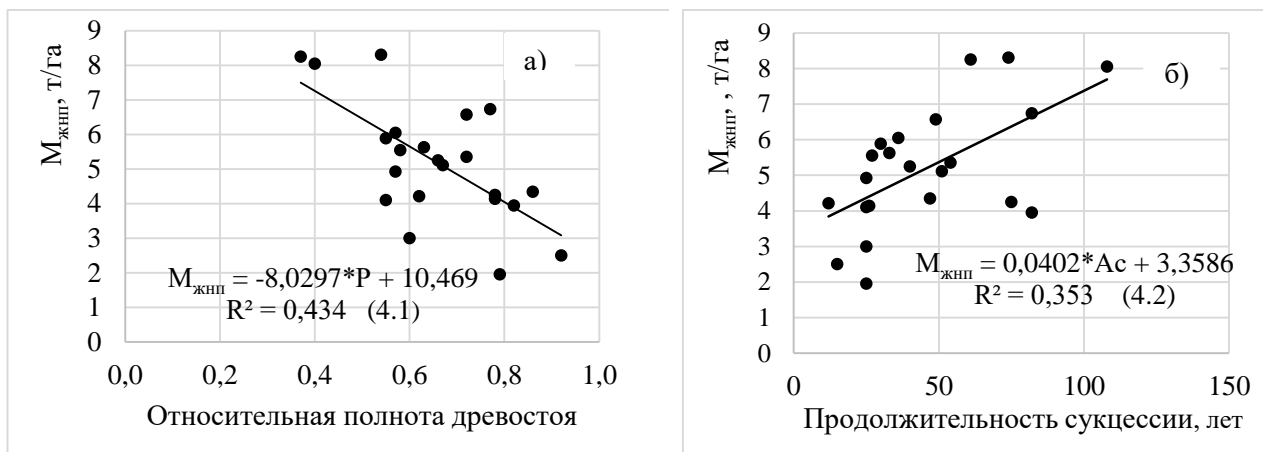 9
8
7
6
5
4
3
2
1
0
Mжнп, т/га
а)
Mжнп = -8,0297*P + 10,469
R² = 0,434 (4.1)
0,0 0,2 0,4 0,6 0,8 1,0
Относительная полнота древостоя
9
8
7
6
5
4
3
2
1
0
Mжнп, , т/га
б)
Mжнп = 0,0402*Ac + 3,3586
R² = 0,353 (4.2)
0 50 100 150
Продолжительность сукцессии, лет